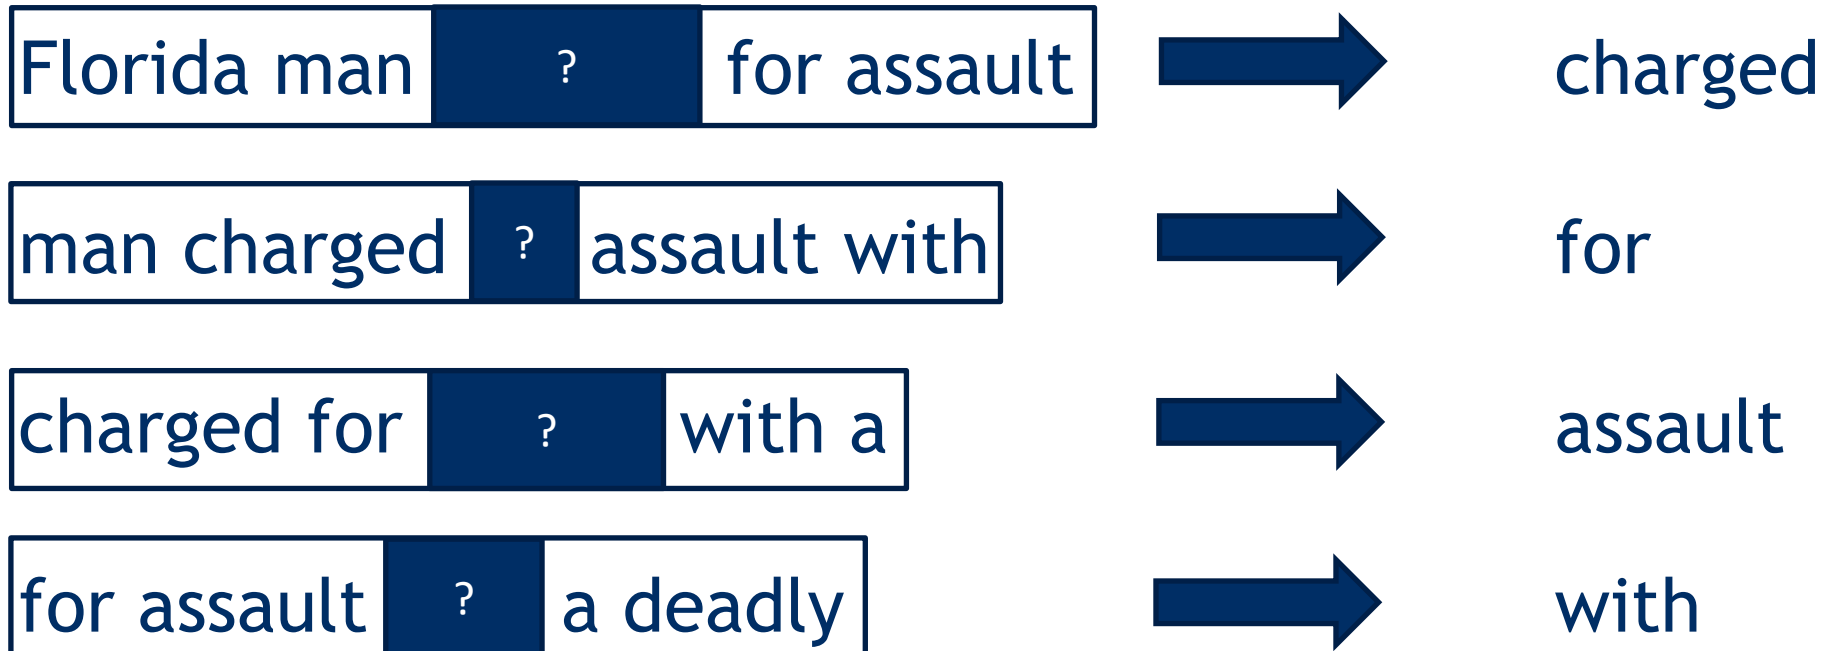 Florida man ? for assault charged
man charged ? assault with for
charged for ? with a assault
for assault ? a deadly with